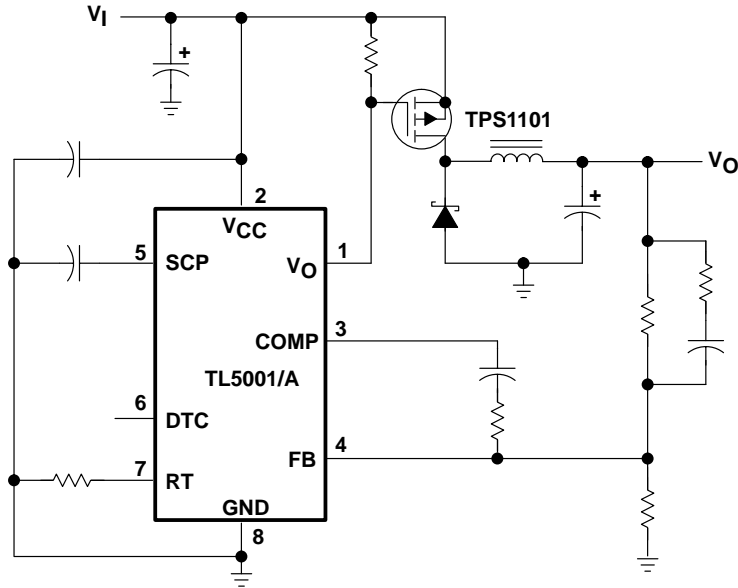 VI
TPS1101
VO
2
VCC
5
SCP
1
VO
3
COMP
TL5001/A
6
DTC
4
FB
7
RT
GND
8
+
+